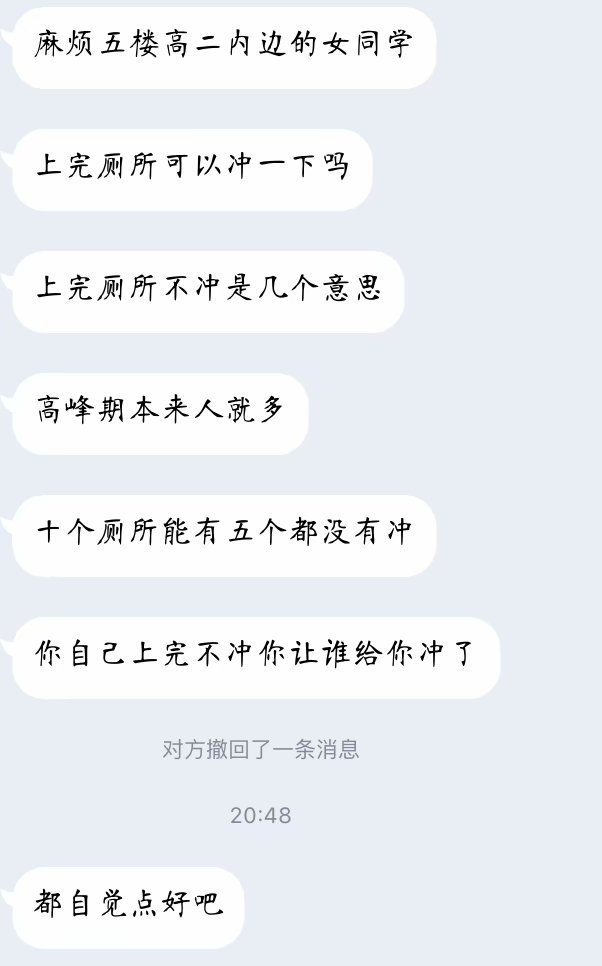 麻烦五楼高二内边的女同学
上完厕所可以冲一下吗
上完厕所不冲是几个意思
高峰期本来人就多
十个厕所能有五个都没有冲
你自己上完不冲你让谁给你冲了
对方撤回了一条消息
20:48
都自觉点好吧